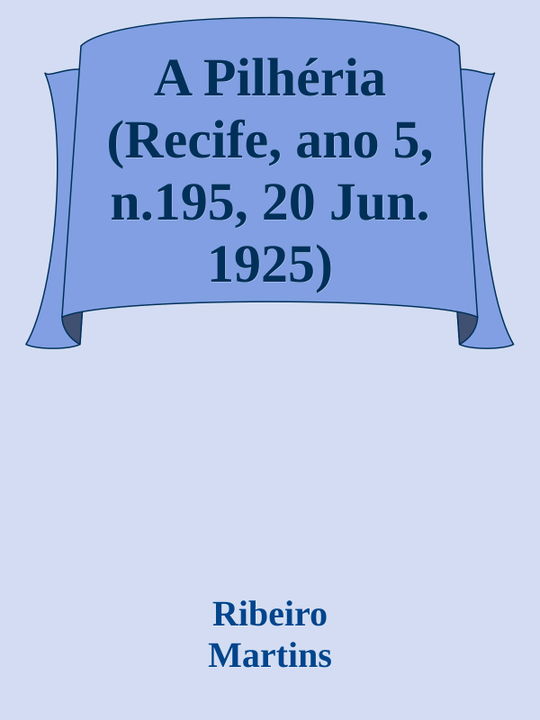 A Pilhéria
(Recife, ano 5,
n.195, 20 Jun.
1925)
Ribeiro
Martins